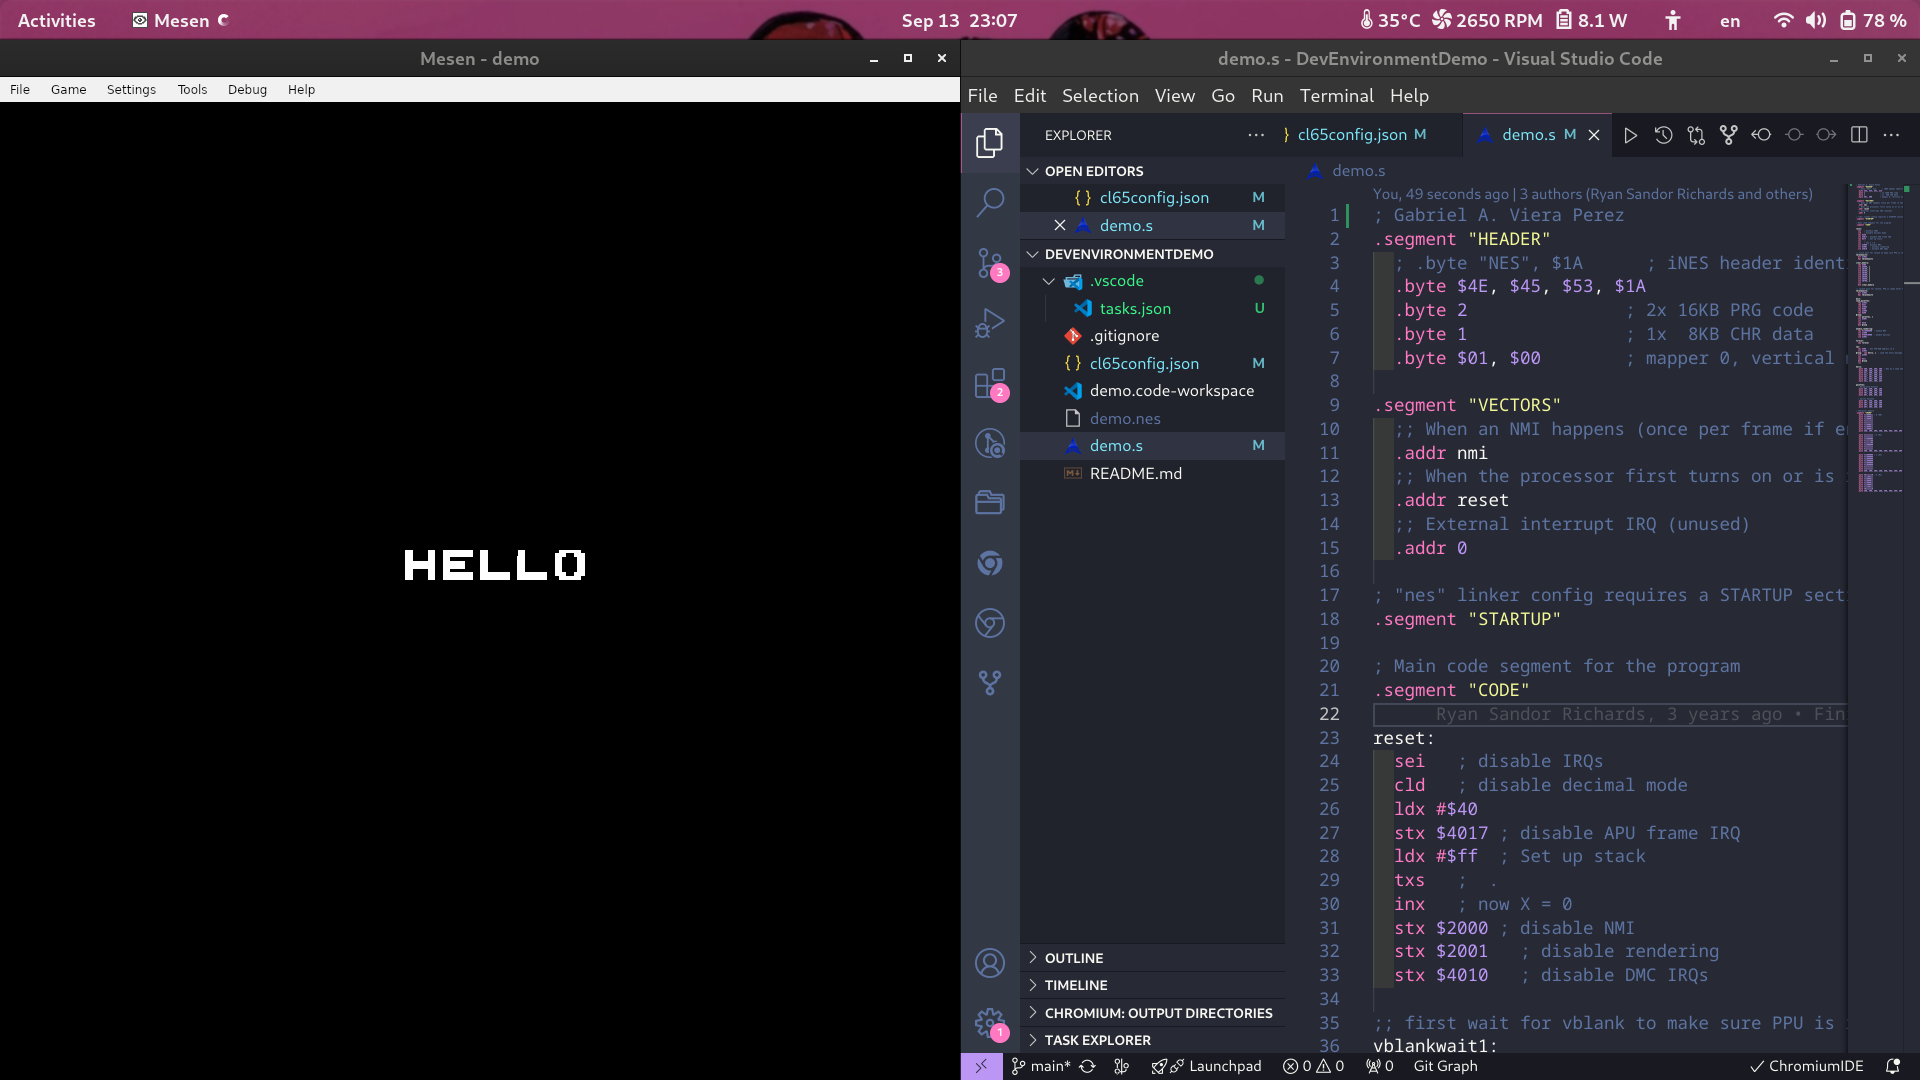 Activities
Mesen
Sep 13 23:07
35°C 2650 RPM 8.1 W en 78 %
Mesen - demo
File Game Settings Tools Debug Help
HELLO
demo.s - DevEnvironmentDemo - Visual Studio Code
File Edit Selection View Go Run Terminal Help
EXPLORER
OPEN EDITORS
{} cl65config.json M
demo.s M
DEVENVIRONMENTDEMO
.vscode
tasks.json U
.gitignore
{} cl65config.json M
demo.code-workspace
demo.nes
demo.s M
README.md
OUTLINE
TIMELINE
CHROMIUM: OUTPUT DIRECTORIES
TASK EXPLORER
3
2
1
} cl65config.json M
demo.s M
demo.s
You, 49 seconds ago | 3 authors (Ryan Sandor Richards and others)
1 ; Gabriel A. Viera Perez
2 .segment "HEADER"
3 ; .byte "NES", $1A ; iNES header ident
4 .byte $4E, $45, $53, $1A
5 .byte 2 ; 2x 16KB PRG code
6 .byte 1 ; 1x 8KB CHR data
7 .byte $01, $00 ; mapper 0, vertical
8
9 .segment "VECTORS"
10 ;; When an NMI happens (once per frame if e
11 .addr nmi
12 ;; When the processor first turns on or is
13 .addr reset
14 ;; External interrupt IRQ (unused)
15 .addr 0
16
17 ; "nes" linker config requires a STARTUP sect
18 .segment "STARTUP"
19
20 ; Main code segment for the program
21 .segment "CODE"
22 Ryan Sandor Richards, 3 years ago • Fin
23 reset:
24 sei ; disable IRQs
25 cld ; disable decimal mode
26 ldx #$40
27 stx $4017 ; disable APU frame IRQ
28 ldx #$ff ; Set up stack
29 txs ; .
30 inx ; now X = 0
31 stx $2000 ; disable NMI
32 stx $2001 ; disable rendering
33 stx $4010 ; disable DMC IRQs
34
35 ;; first wait for vblank to make sure PPU is
36 vblankwait1:
main* Launchpad 0 0 0 Git Graph ChromiumIDE